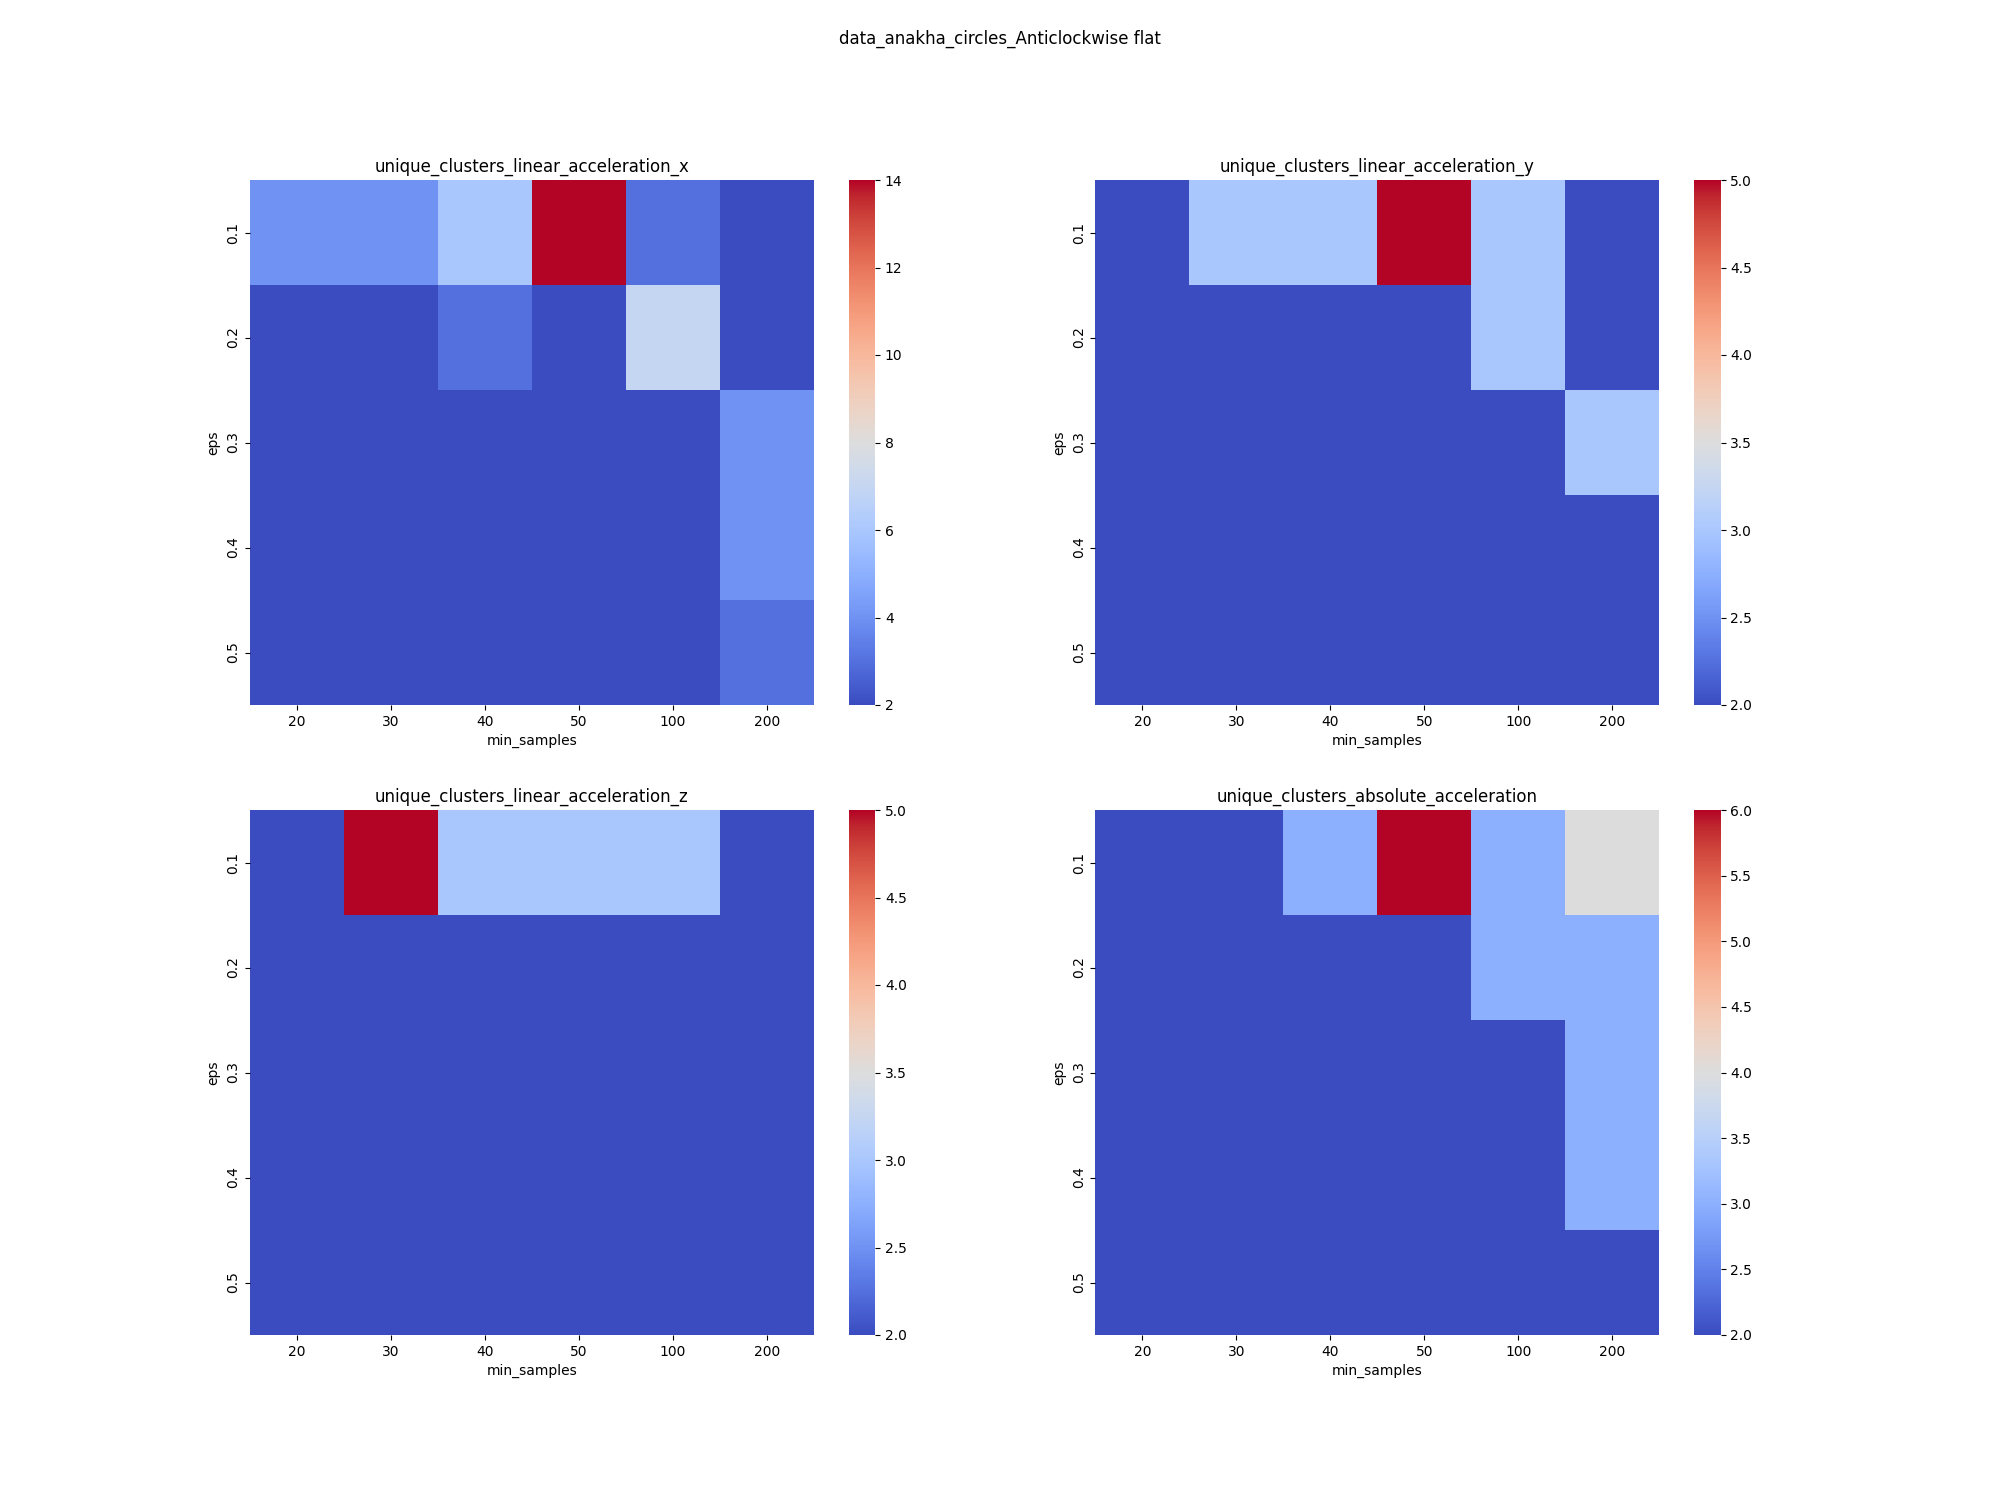 data_anakha_circles_Anticlockwise flat
unique_clusters_linear_acceleration_x
0.1
0.2
0.3
0.4
0.5
eps
20 30 40 50 100 200
min_samples
14
12
10
8
6
4
2
unique_clusters_linear_acceleration_y
0.1
0.2
0.3
0.4
0.5
eps
20 30 40 50 100 200
min_samples
5.0
4.5
4.0
3.5
3.0
2.5
2.0
unique_clusters_linear_acceleration_z
0.1
0.2
0.3
0.4
0.5
eps
20 30 40 50 100 200
min_samples
5.0
4.5
4.0
3.5
3.0
2.5
2.0
unique_clusters_absolute_acceleration
0.1
0.2
0.3
0.4
0.5
eps
20 30 40 50 100 200
min_samples
6.0
5.5
5.0
4.5
4.0
3.5
3.0
2.5
2.0